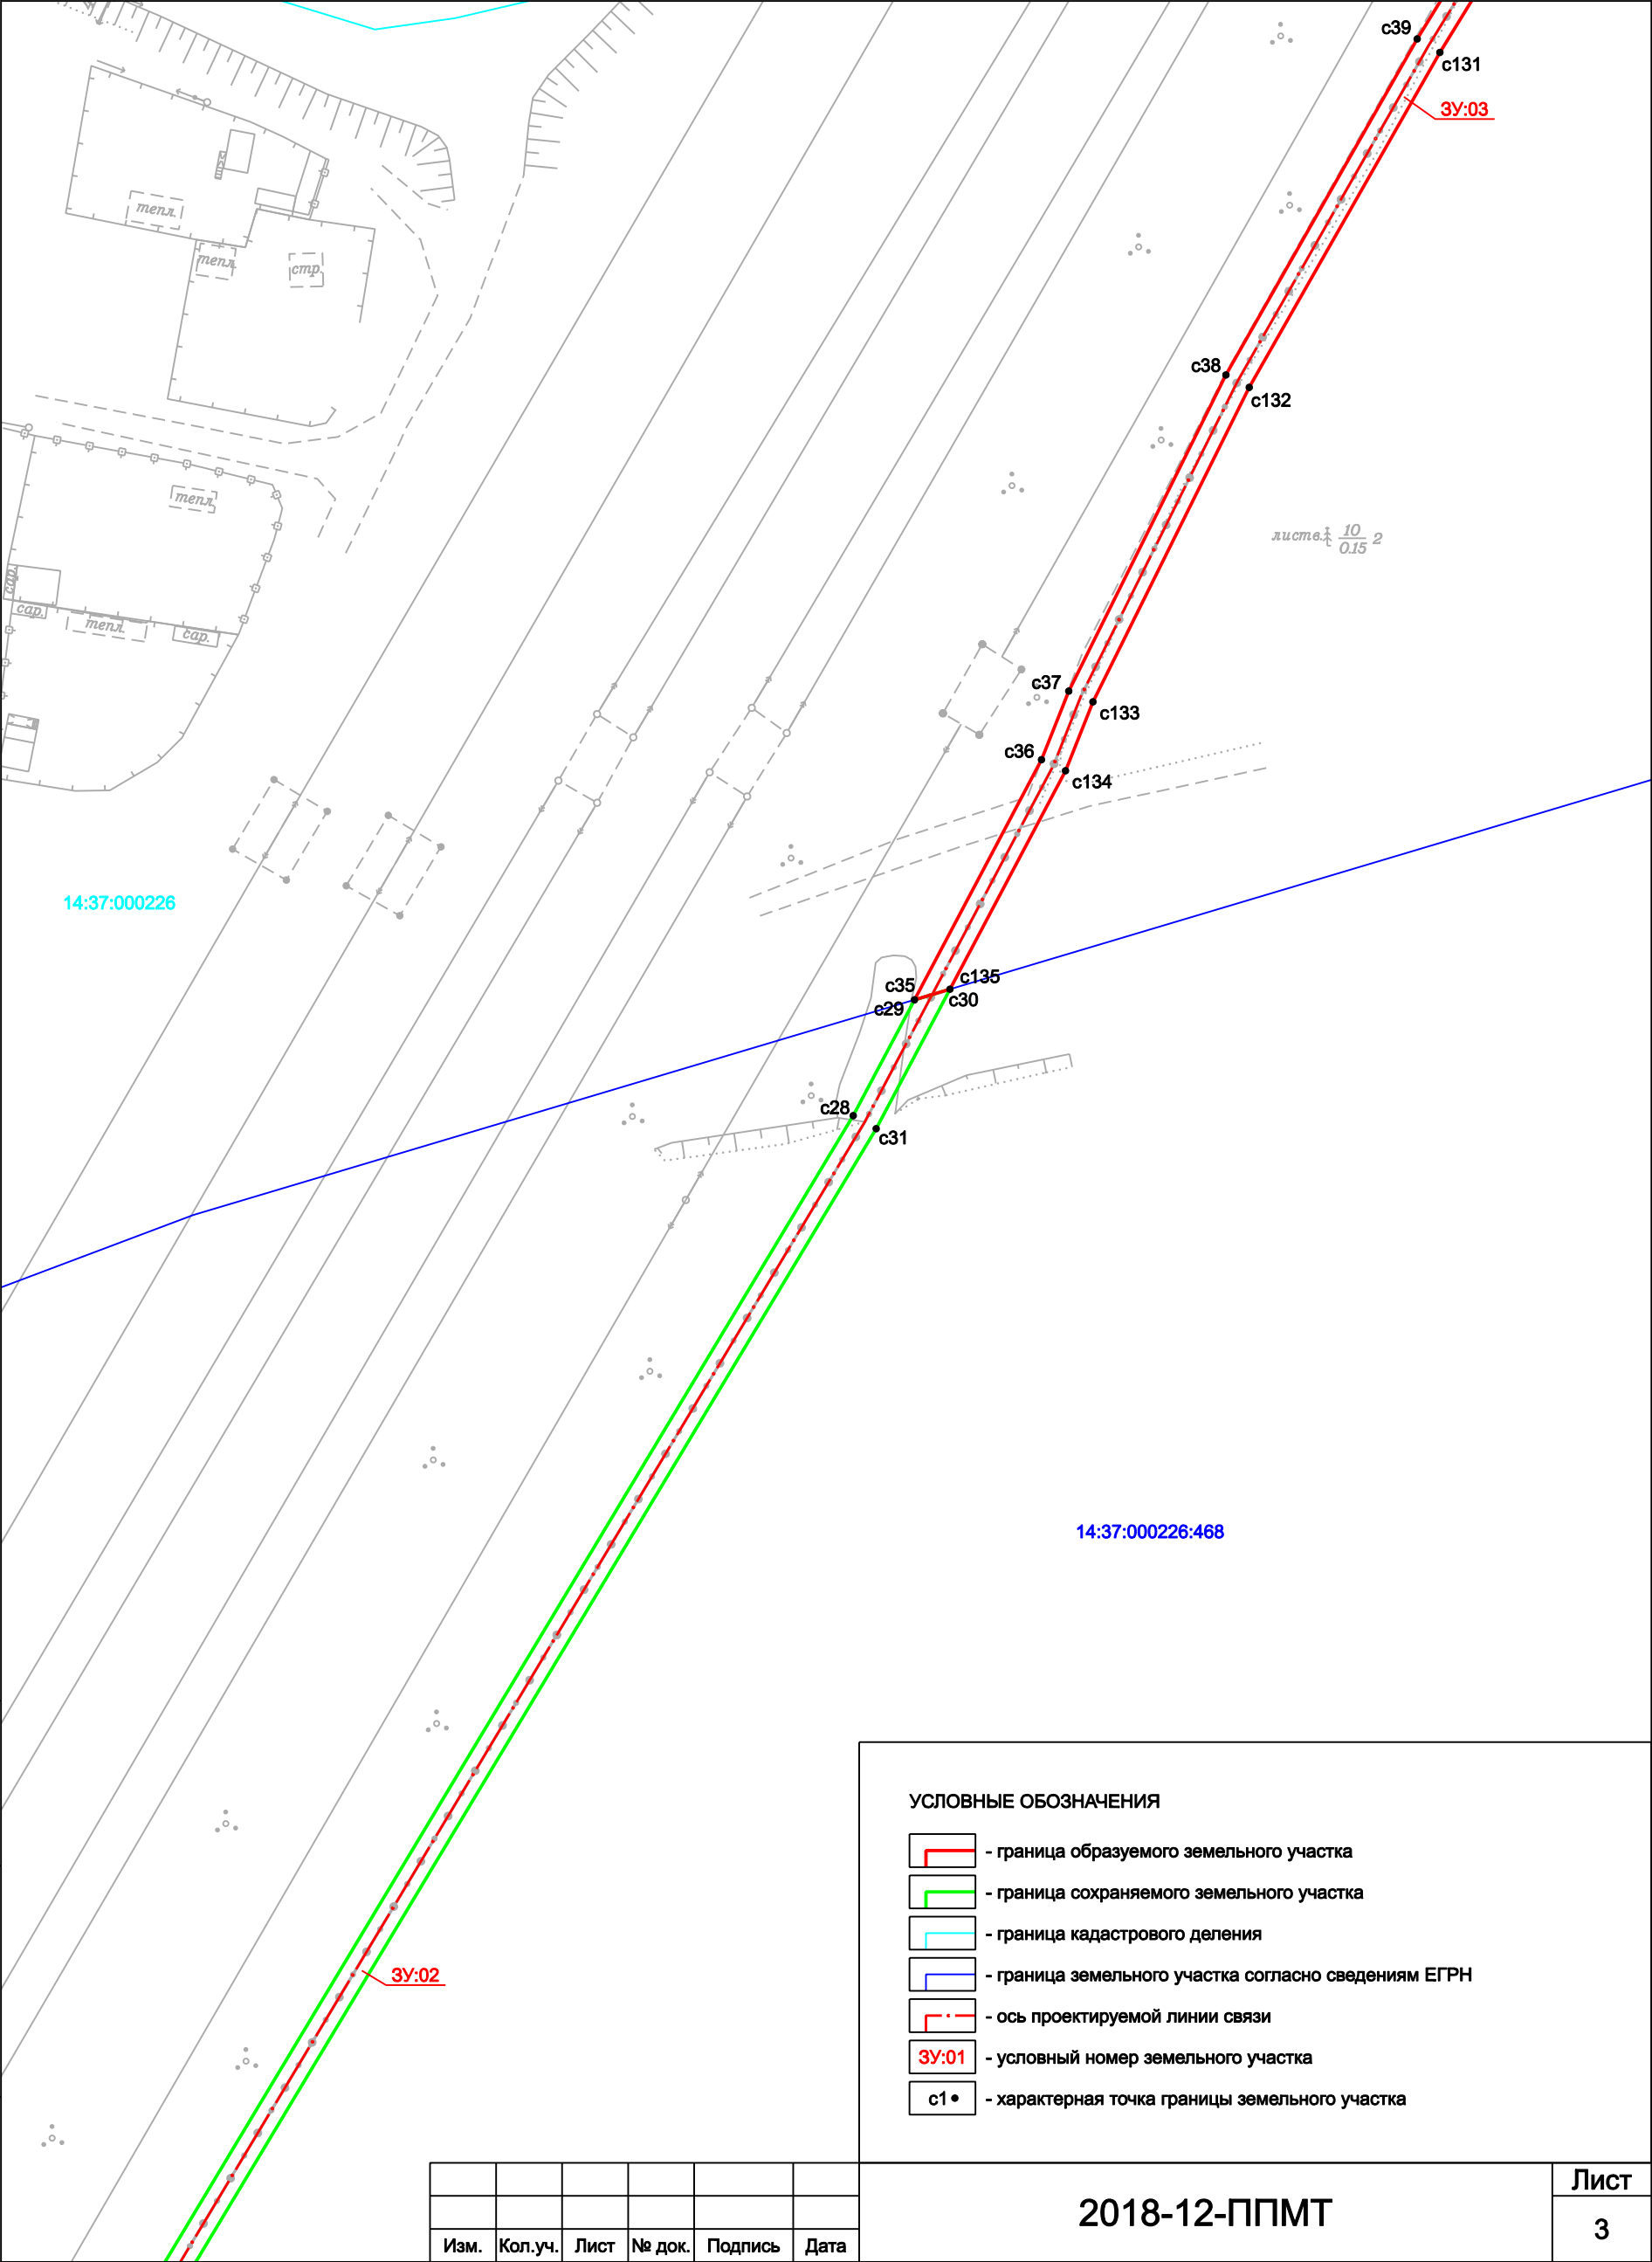 с39
с131
ЗУ:03
тепл.
тепл.
стр.
с38
с132
тепл.
листв. 10/0.15 2
сар.
сар.
тепл.
сар.
с37
с133
с36
с134
14:37:000226
с35
с135
с29
с30
с28
с31
14:37:000226:468
ЗУ:02
УСЛОВНЫЕ ОБОЗНАЧЕНИЯ
- граница образуемого земельного участка
- граница сохраняемого земельного участка
- граница кадастрового деления
- граница земельного участка согласно сведениям ЕГРН
- ось проектируемой линии связи
ЗУ:01 - условный номер земельного участка
с1 - характерная точка границы земельного участка
2018-12-ППМТ
Лист
3
Изм. Кол.уч. Лист № док. Подпись Дата